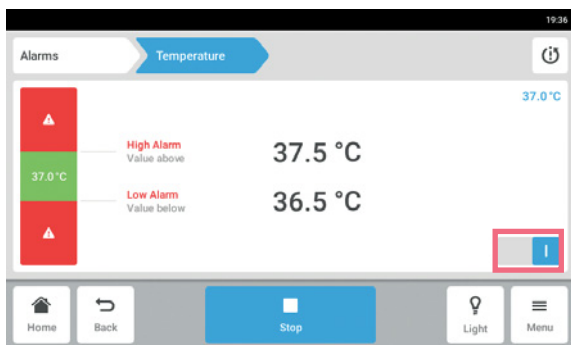 19:36
Alarms
Temperature
37.0 °C
High Alarm
Value above
37.5 °C
37.0 °C
Low Alarm
Value below
36.5 °C
I
Home
Back
Stop
Light
Menu